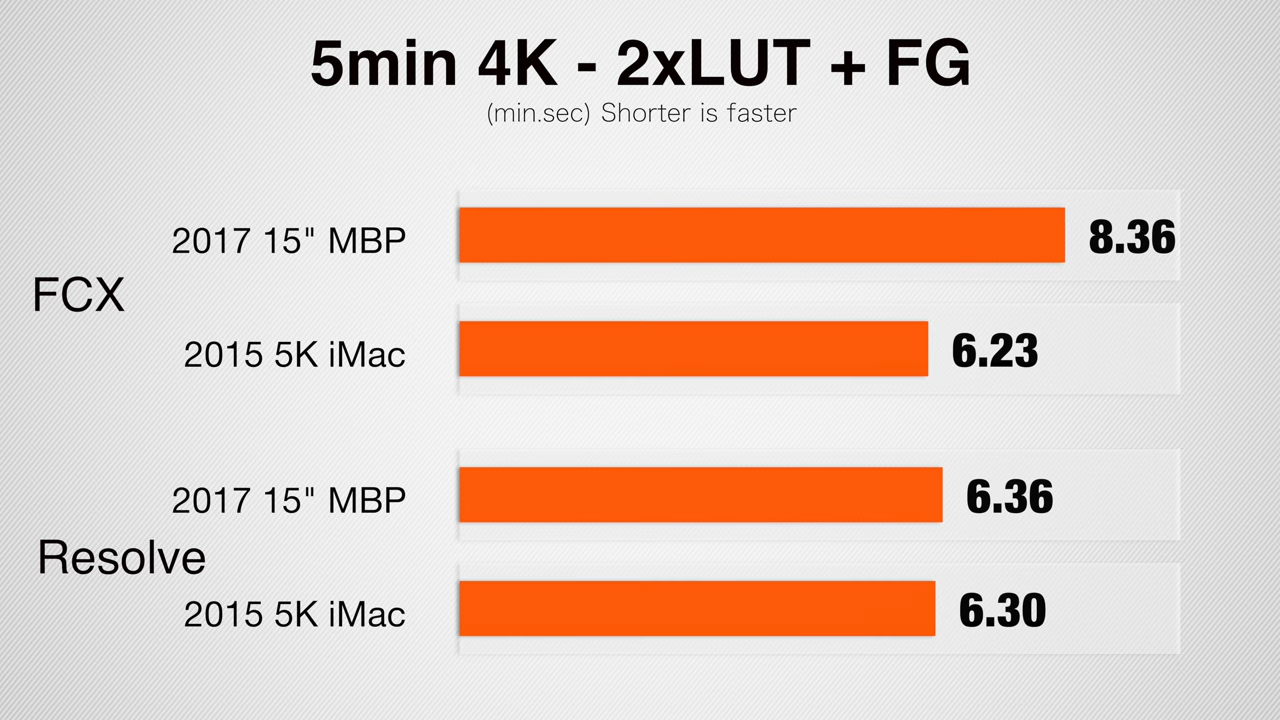 5min 4K - 2xLUT + FG
(min.sec) Shorter is faster
FCX
2017 15" MBP 8.36
2015 5K iMac 6.23
Resolve
2017 15" MBP 6.36
2015 5K iMac 6.30